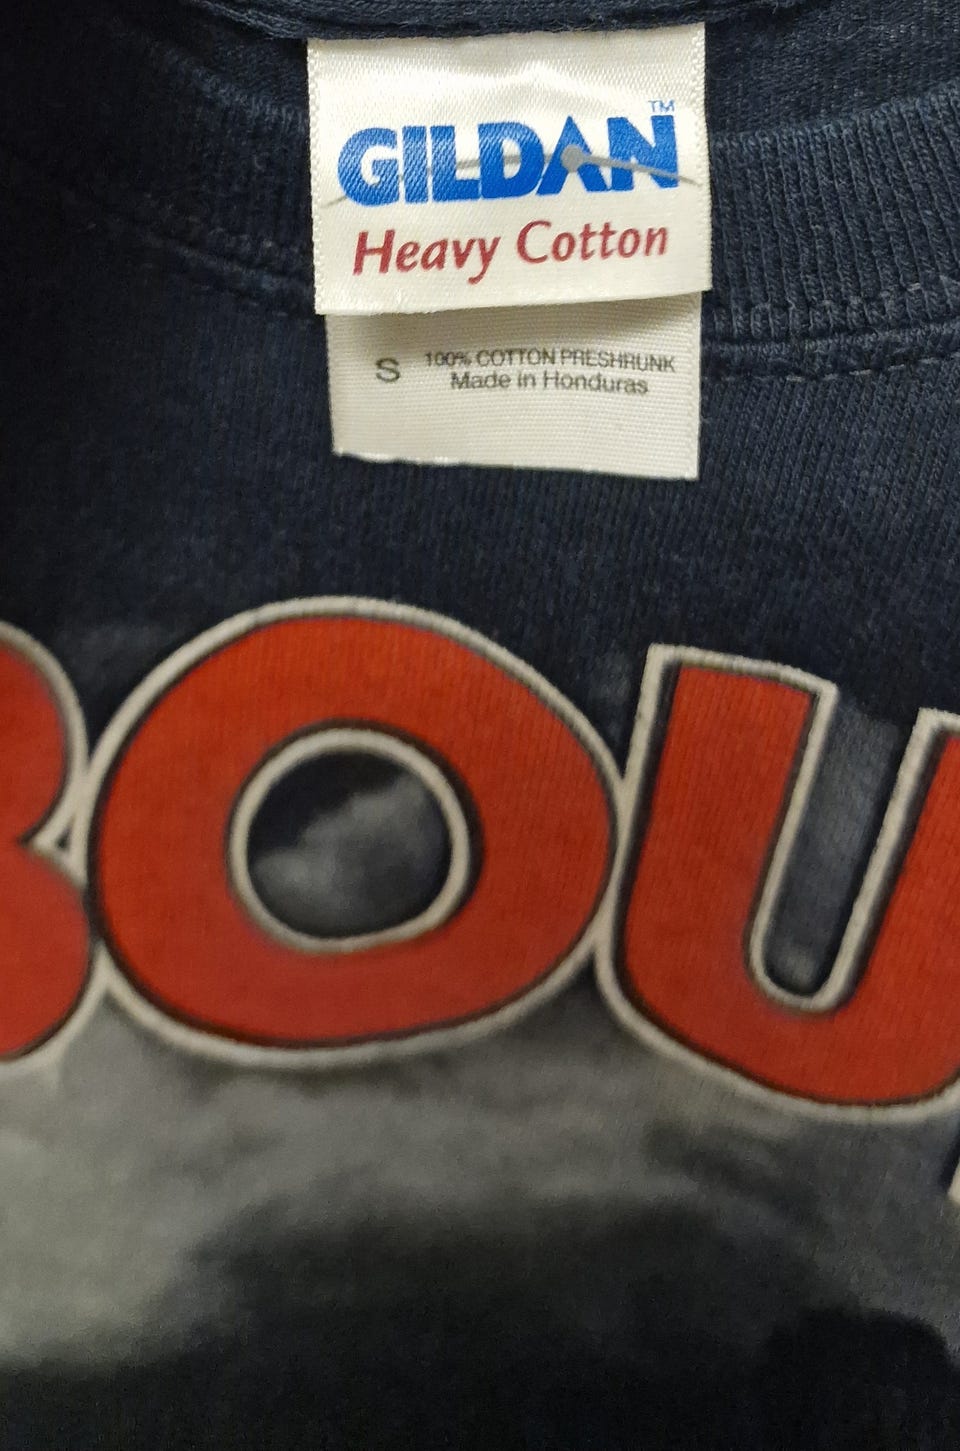 GILDAN™
Heavy Cotton
S 100% COTTON PRESHRUNK
Made in Honduras
BOU